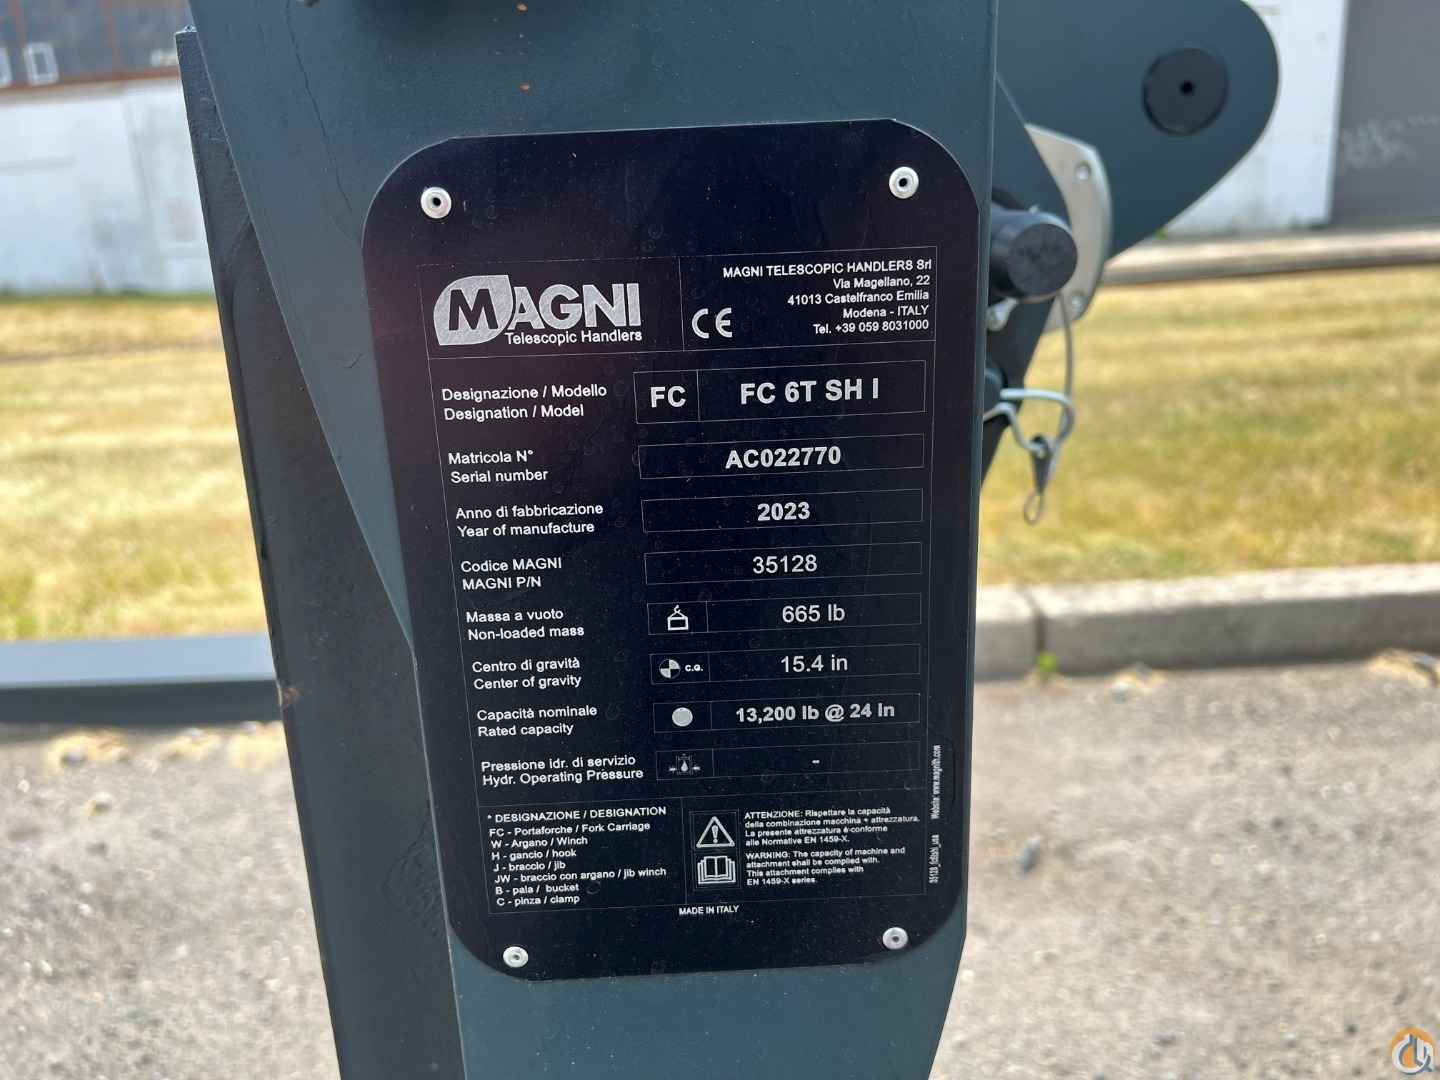 MAGNI
Telescopic Handlers
CE
MAGNI TELESCOPIC HANDLERS Srl
Via Magellano, 22
41013 Castelfranco Emilia
Modena - ITALY
Tel. +39 059 8031000
Designazione / Modello
Designation / Model
FC
FC 6T SH I
Matricola N°
Serial number
AC022770
Anno di fabbricazione
Year of manufacture
2023
Codice MAGNI
MAGNI P/N
35128
Massa a vuoto
Non-loaded mass
665 lb
Centro di gravità
Center of gravity
C.G.
15.4 in
Capacità nominale
Rated capacity
13,200 lb @ 24 in
Pressione idr. di servizio
Hydr. Operating Pressure
-
* DESIGNAZIONE / DESIGNATION
FC - Portaforche / Fork Carriage
W - Argano / Winch
H - gancio / hook
J - braccio / jib
JW - braccio con argano / jib winch
B - pala / bucket
C - pinza / clamp
ATTENZIONE: Rispettare la capacità
della combinazione macchina + attrezzatura.
La presente attrezzatura è conforme
alle Normative EN 1459-X.
WARNING: The capacity of machine and
attachment shall be complied with.
This attachment complies with
EN 1459-X series.
Website: www.magnith.com
MADE IN ITALY